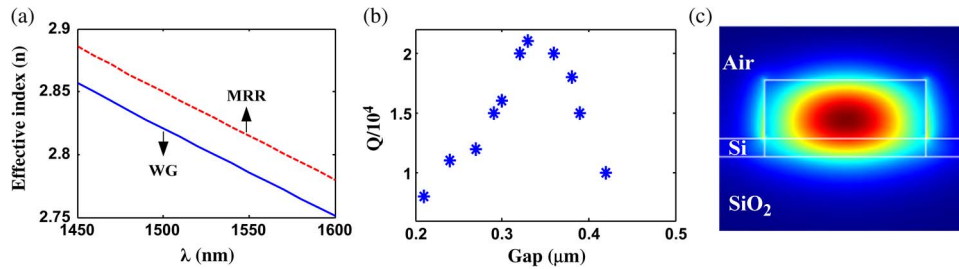 (a)
2.9
2.85
2.8
2.75
Effective index (n)
MRR
WG
1450
1500
1550
1600
λ (nm)
(b)
2
1.5
1
Q/10⁴
0.2
0.3
0.4
0.5
Gap (μm)
(c)
Air
Si
SiO₂